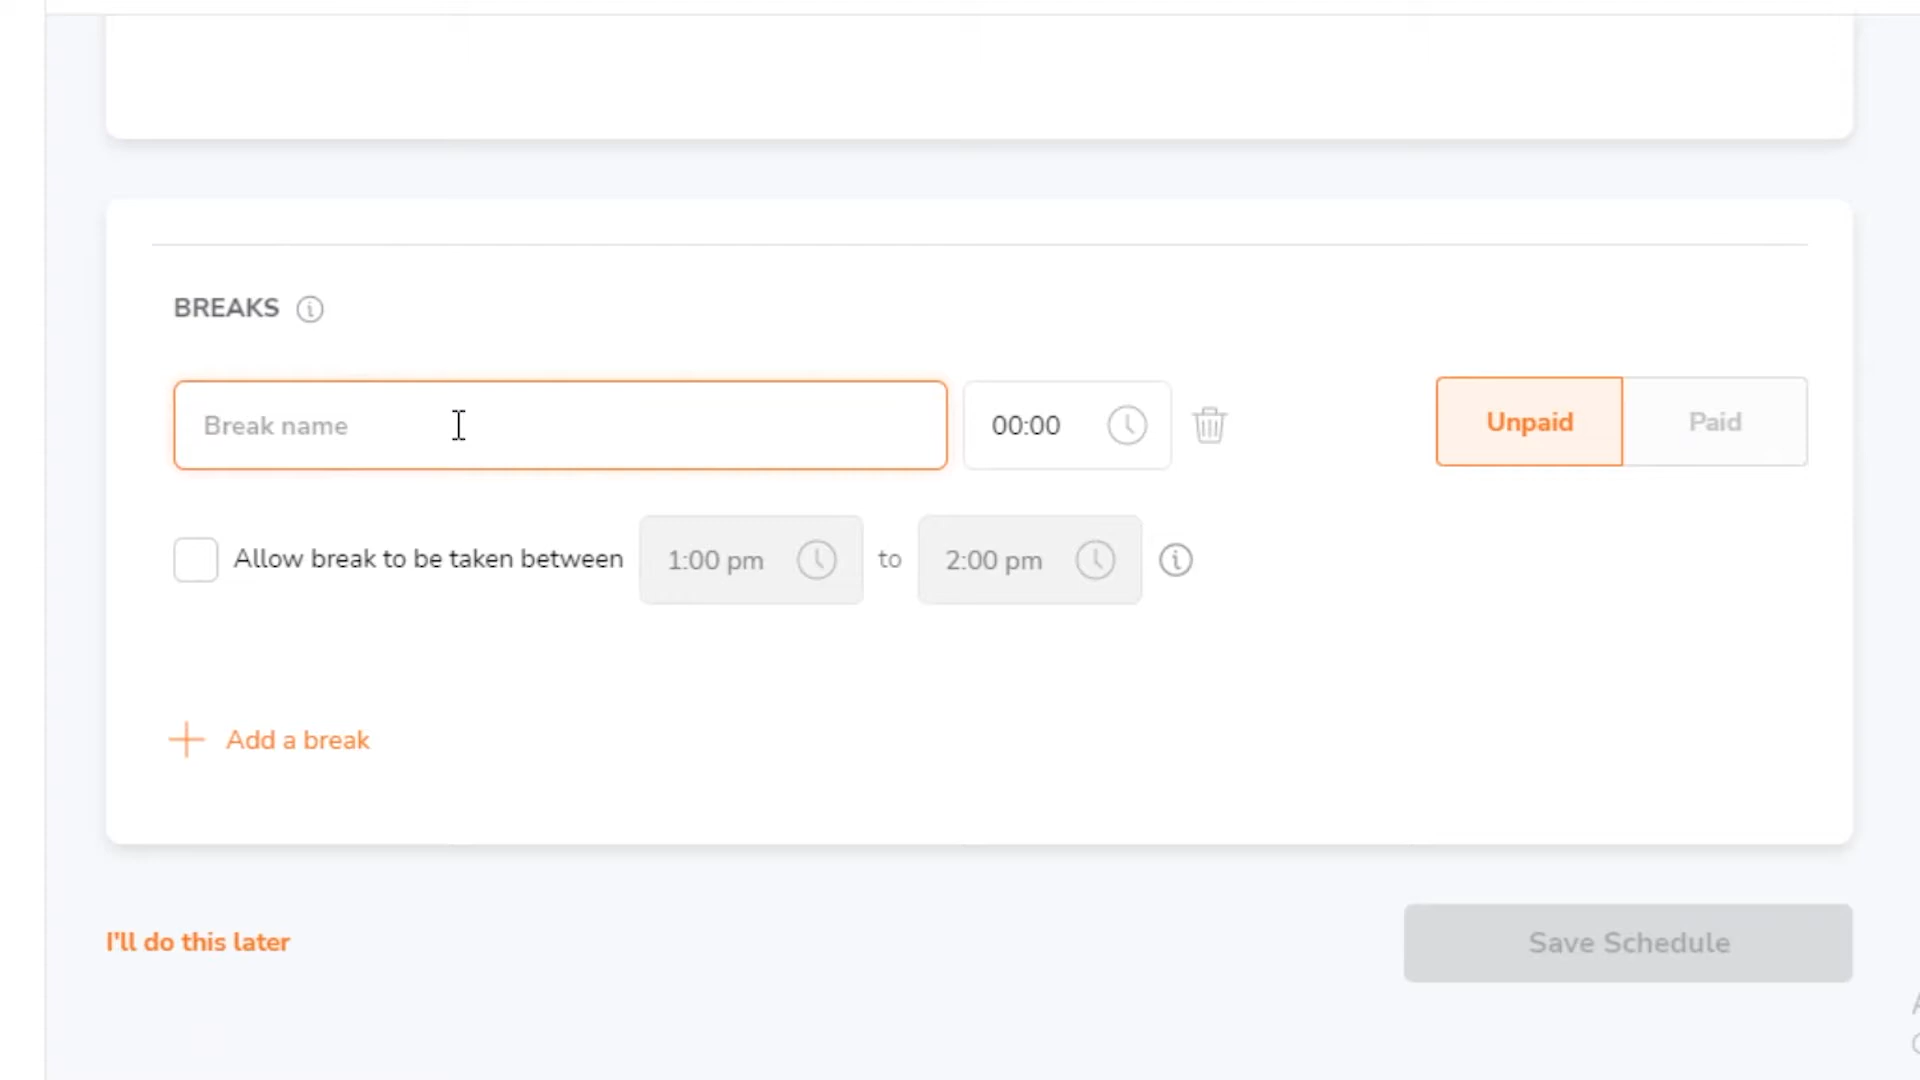 BREAKS
Break name 00:00 Unpaid Paid
Allow break to be taken between 1:00 pm to 2:00 pm
Add a break
I'll do this later Save Schedule